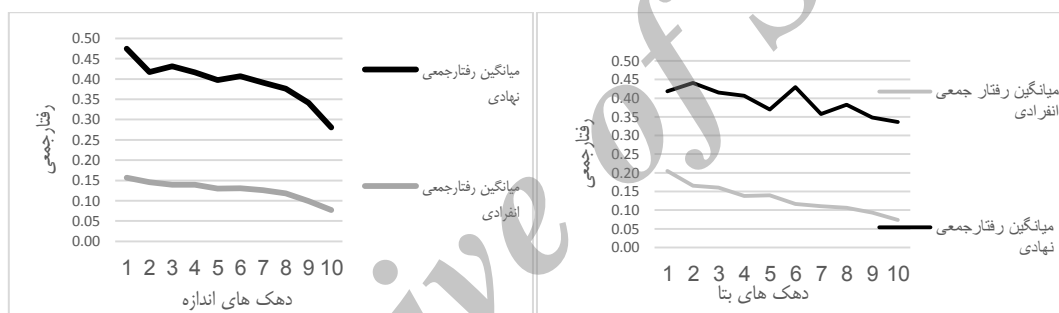 0.50
0.45
0.40
0.35
0.30
0.25
0.20
0.15
0.10
0.05
0.00
رفتارجمعی
1 2 3 4 5 6 7 8 9 10
دهک های اندازه
میانگین رفتارجمعی
نهادی
میانگین رفتارجمعی
انفرادی
0.50
0.45
0.40
0.35
0.30
0.25
0.20
0.15
0.10
0.05
0.00
رفتارجمعی
1 2 3 4 5 6 7 8 9 10
دهک های بتا
میانگین رفتار جمعی
انفرادی
میانگین رفتارجمعی
نهادی
ive of S